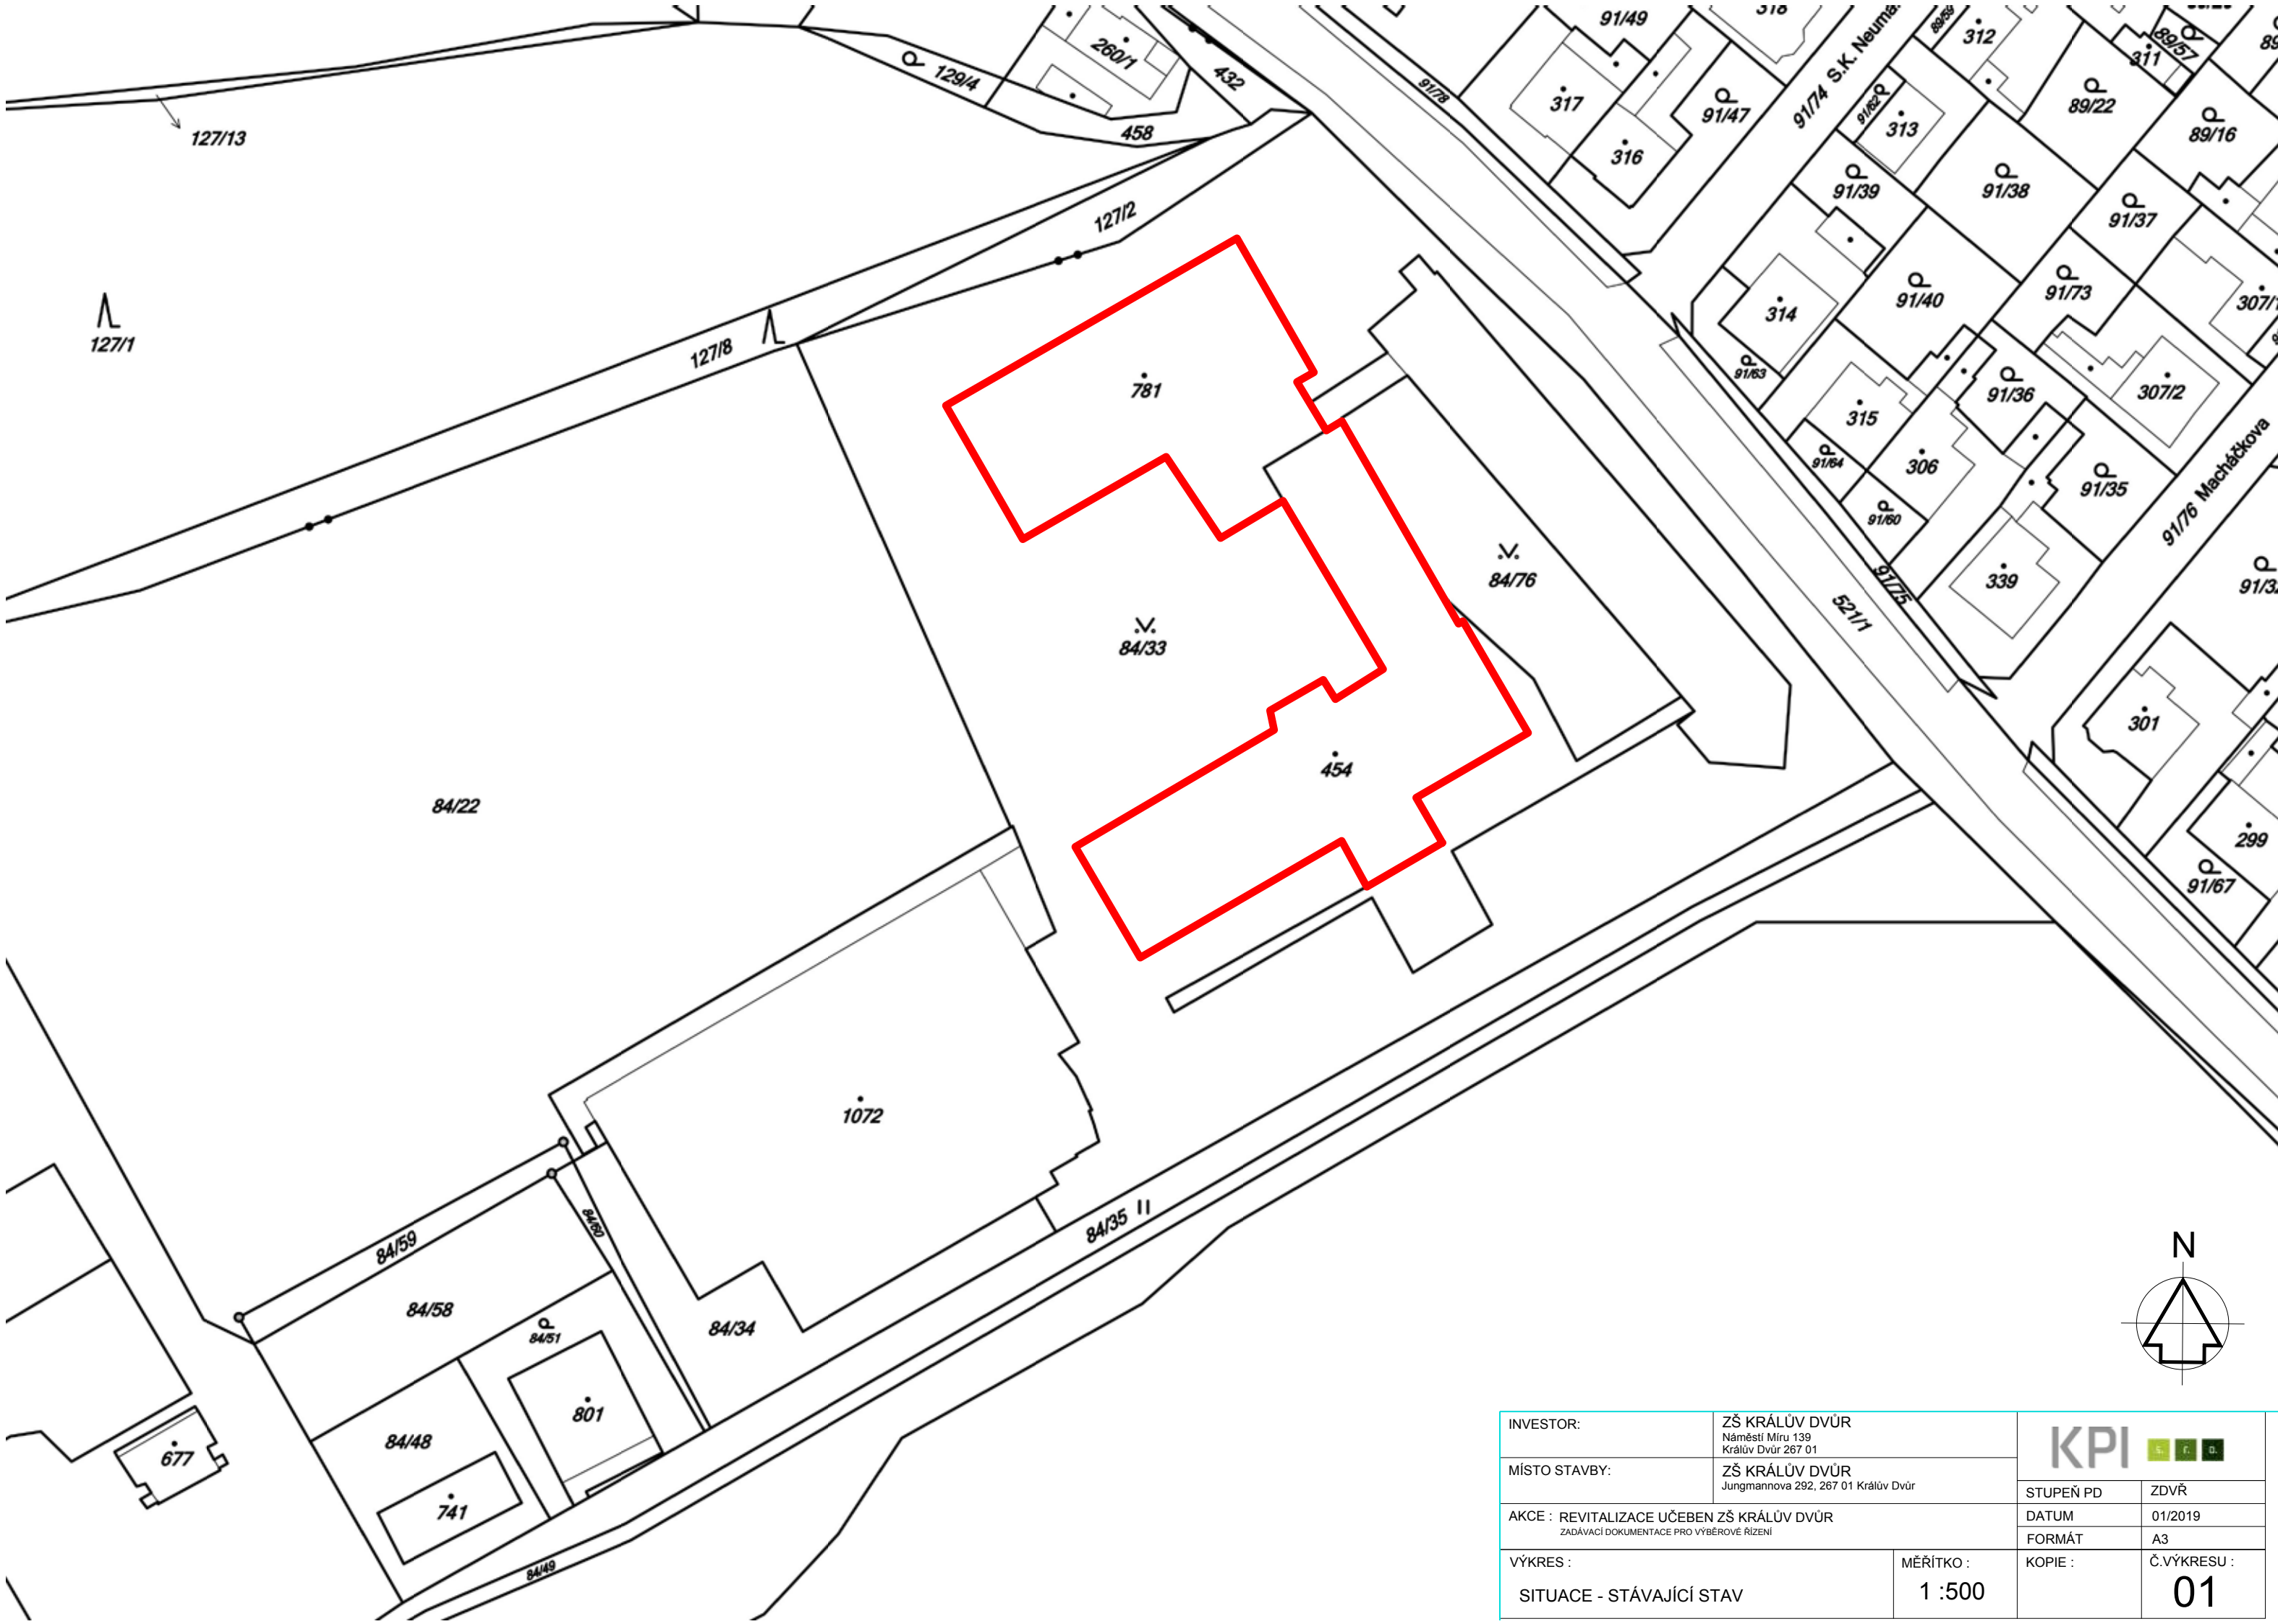 260/1
129/4
432
458
127/13
127/2
127/8
127/1
91/49
317
316
91/78
91/47
91/74
312
89/59
311
89/57
91/62
313
89/22
89/16
91/39
91/38
91/37
314
91/40
91/73
91/63
315
91/36
307/2
91/64
306
91/35
91/76 Macháčkova
91/60
91/75
339
521/1
301
299
91/67
781
84/76
84/33
454
84/22
1072
84/35
84/60
84/59
84/58
84/51
84/34
801
84/48
741
677
84/49
N
INVESTOR:
ZŠ KRÁLŮV DVŮR
Náměstí Míru 139
Králův Dvůr 267 01
MÍSTO STAVBY:
ZŠ KRÁLŮV DVŮR
Jungmannova 292, 267 01 Králův Dvůr
KPI s. r. o.
STUPEŇ PD
ZDVŘ
AKCE : REVITALIZACE UČEBEN ZŠ KRÁLŮV DVŮR
ZADÁVACÍ DOKUMENTACE PRO VÝBĚROVÉ ŘÍZENÍ
DATUM
01/2019
FORMÁT
A3
VÝKRES :
SITUACE - STÁVAJÍCÍ STAV
MĚŘÍTKO :
1 :500
KOPIE :
Č.VÝKRESU :
01